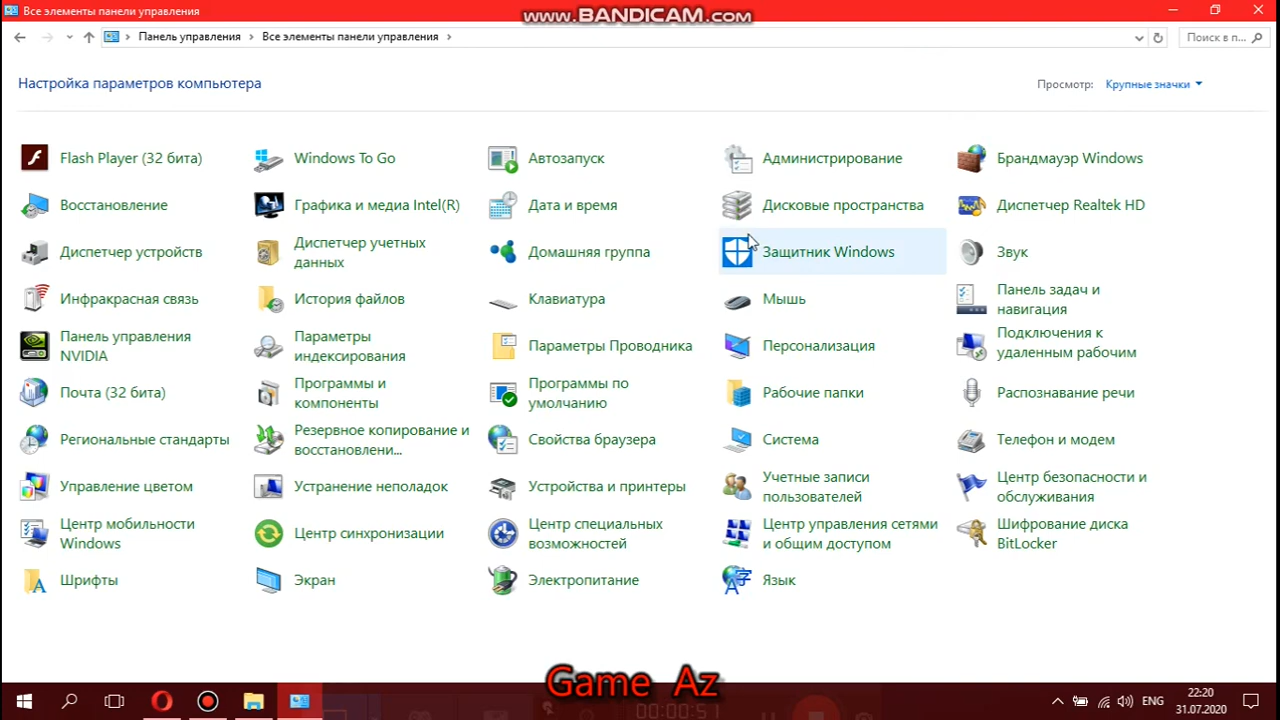 Все элементы панели управления
www.BANDICAM.com
Панель управления
Все элементы панели управления
Поиск в п...
Настройка параметров компьютера
Просмотр: Крупные значки
Flash Player (32 бита)
Windows To Go
Автозапуск
Администрирование
Брандмауэр Windows
Восстановление
Графика и медиа Intel(R)
Дата и время
Дисковые пространства
Диспетчер Realtek HD
Диспетчер устройств
Диспетчер учетных
данных
Домашняя группа
Защитник Windows
Звук
Инфракрасная связь
История файлов
Клавиатура
Мышь
Панель задач и
навигация
Панель управления
NVIDIA
Параметры
индексирования
Параметры Проводника
Персонализация
Подключения к
удаленным рабочим
Почта (32 бита)
Программы и
компоненты
Программы по
умолчанию
Рабочие папки
Распознавание речи
Региональные стандарты
Резервное копирование и
восстановлени...
Свойства браузера
Система
Телефон и модем
Управление цветом
Устранение неполадок
Устройства и принтеры
Учетные записи
пользователей
Центр безопасности и
обслуживания
Центр мобильности
Windows
Центр синхронизации
Центр специальных
возможностей
Центр управления сетями
и общим доступом
Шифрование диска
BitLocker
Шрифты
Экран
Электропитание
Язык
Game Az
00:00:51
ENG
22:20
31.07.2020